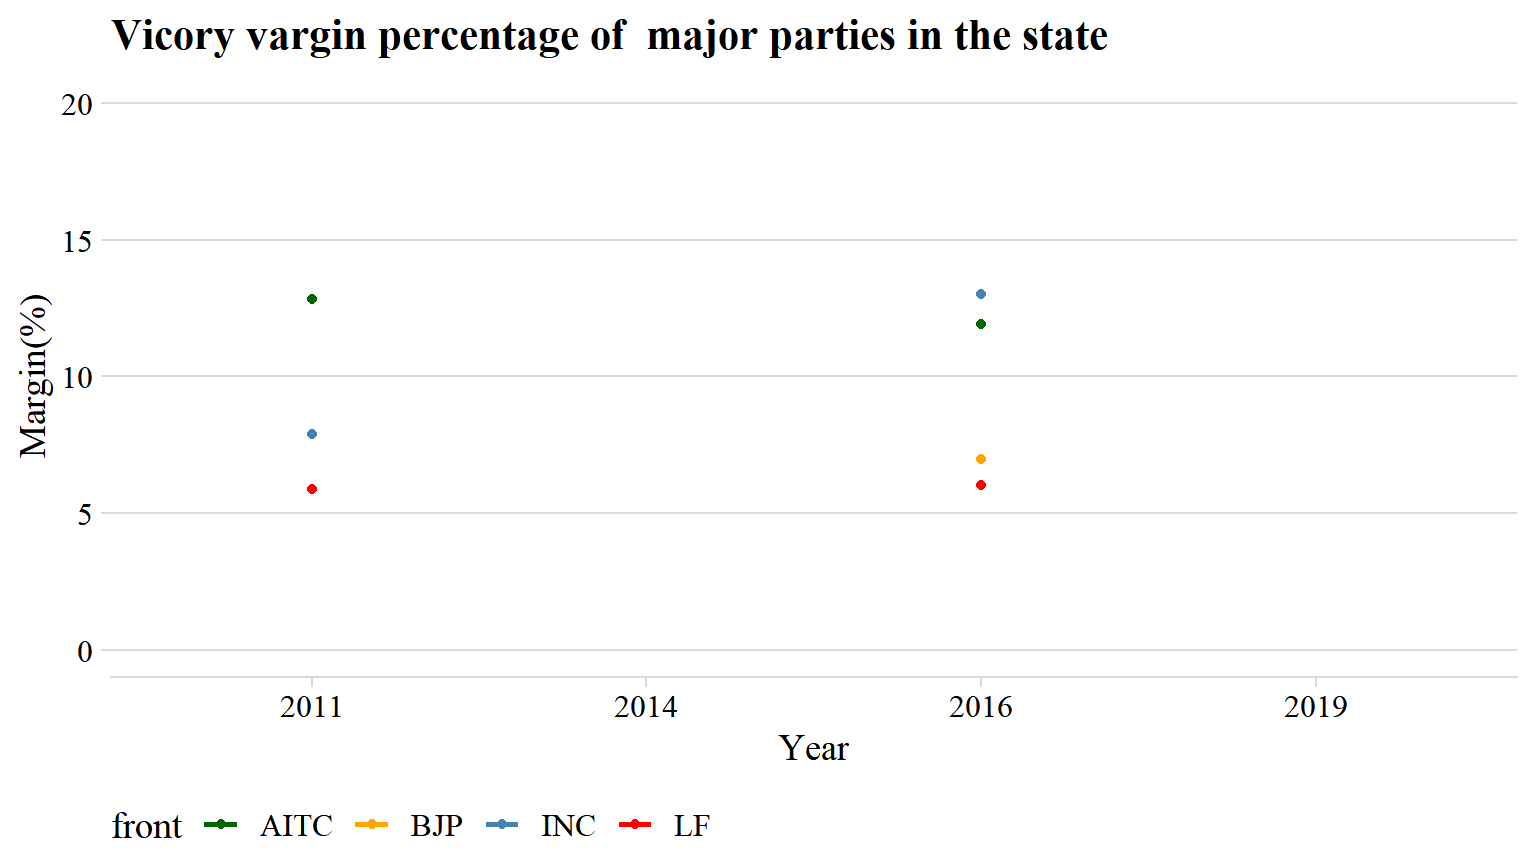 Vicory vargin percentage of  major parties in the state
20
15
10
5
0
Margin(%)
2011 2014 2016 2019
Year
front AITC BJP INC LF